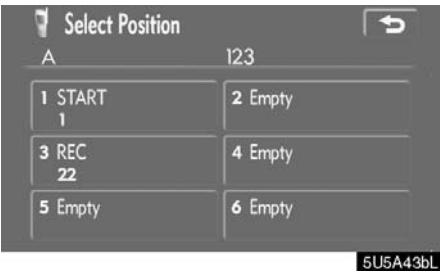 Select Position
A 123
1 START 2 Empty
1
3 REC 4 Empty
22
5 Empty 6 Empty
5U5A43bL